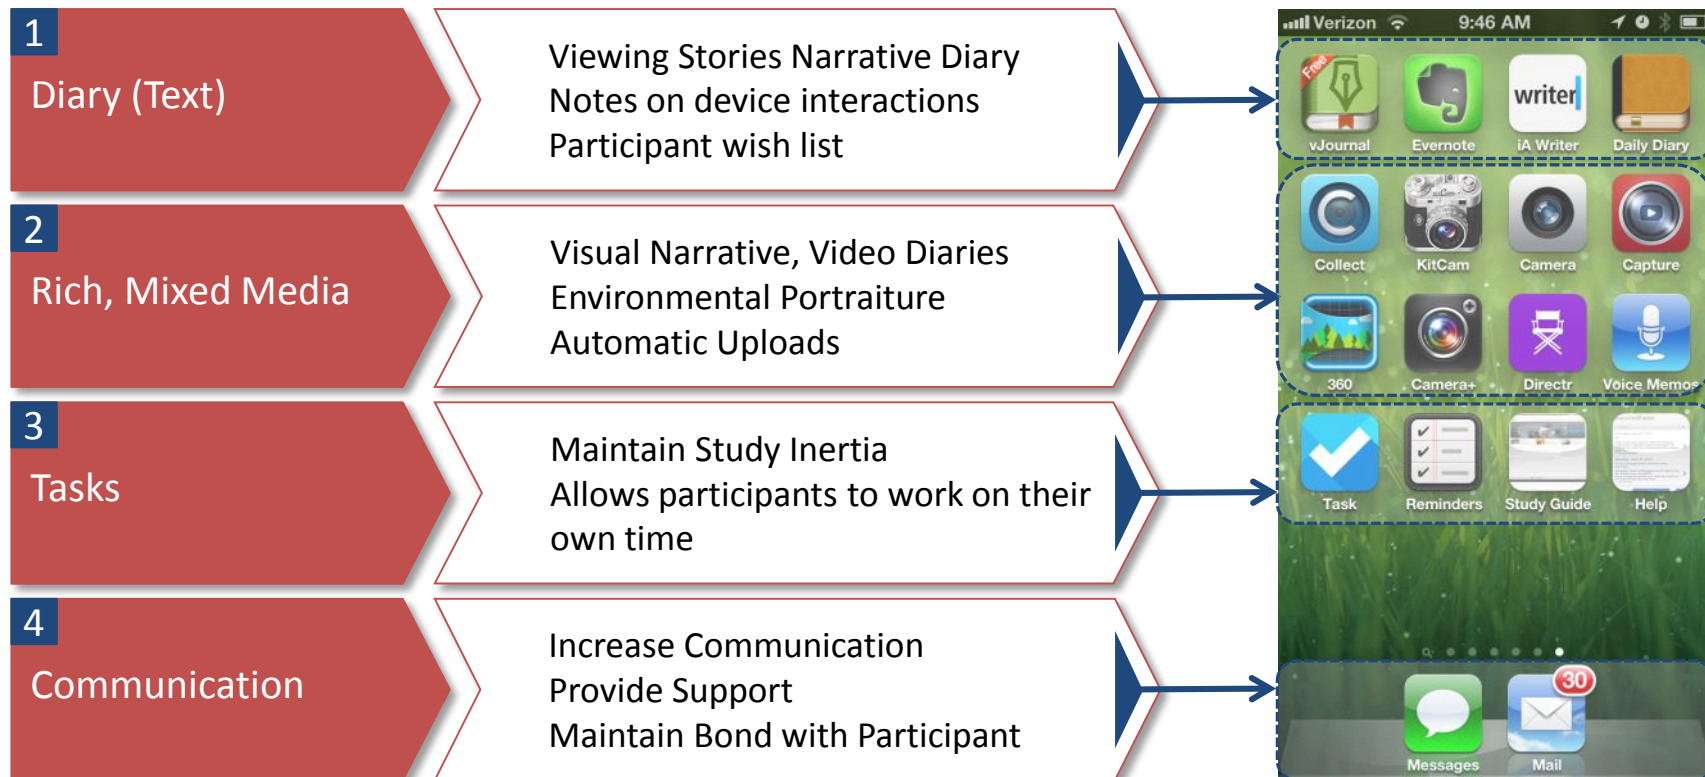 1
Diary (Text)
Viewing Stories Narrative Diary
Notes on device interactions
Participant wish list
2
Rich, Mixed Media
Visual Narrative, Video Diaries
Environmental Portraiture
Automatic Uploads
3
Tasks
Maintain Study Inertia
Allows participants to work on their
own time
4
Communication
Increase Communication
Provide Support
Maintain Bond with Participant
Verizon 9:46 AM
Free
writer
vJournal Evernote iA Writer Daily Diary
Collect KitCam Camera Capture
360 Camera+ Directr Voice Memos
Task Reminders Study Guide Help
30
Messages Mail